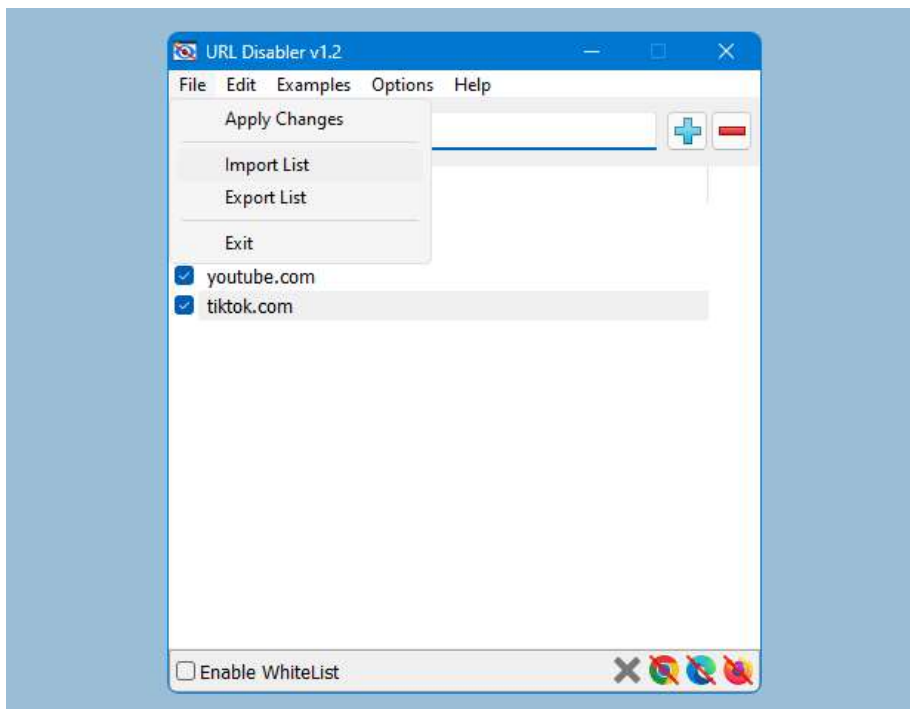 URL Disabler v1.2
File Edit Examples Options Help
Apply Changes
Import List
Export List
Exit
youtube.com
tiktok.com
Enable WhiteList